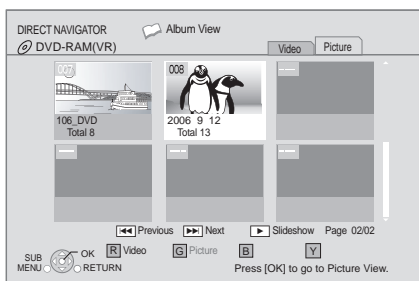 DIRECT NAVIGATOR Album View
DVD-RAM(VR) Video Picture
007 008 ---
106_DVD 2006 9 12
Total 8 Total 13
--- --- ---
Previous Next Slideshow Page 02/02
SUB MENU OK RETURN R Video G Picture B Y
Press [OK] to go to Picture View.